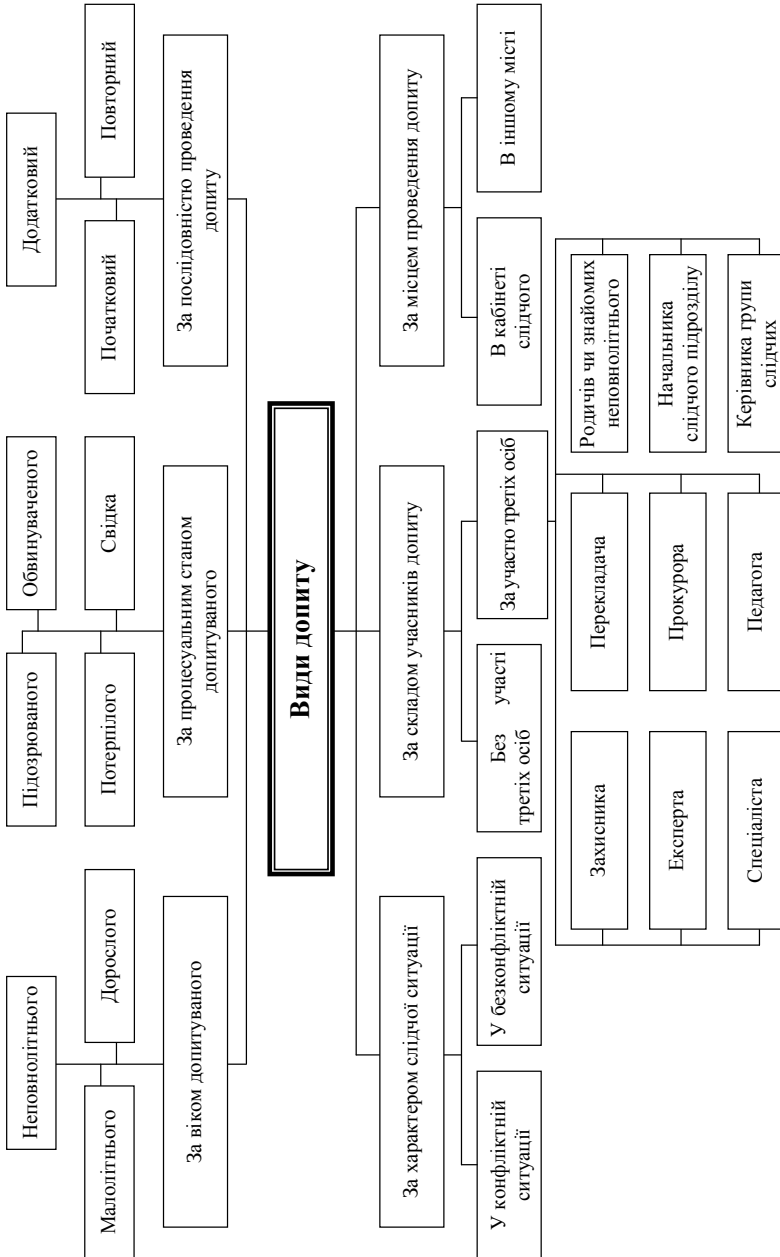 Неповнолітнього
Малолітнього
Дорослого
За віком допитуваного
Підозрюваного
Обвинуваченого
Потерпілого
Свідка
За процесуальним станом
допитуваного
Додатковий
Початковий
Повторний
За послідовністю проведення
допиту
Види допиту
За характером слідчої ситуації
У конфліктній
ситуації
У безконфліктній
ситуації
За складом учасників допиту
Без участі
третіх осіб
За участю третіх осіб
За місцем проведення допиту
В кабінеті
слідчого
В іншому місті
Захисника
Перекладача
Родичів чи знайомих
неповнолітнього
Експерта
Прокурора
Начальника
слідчого підрозділу
Спеціаліста
Педагога
Керівника групи
слідчих